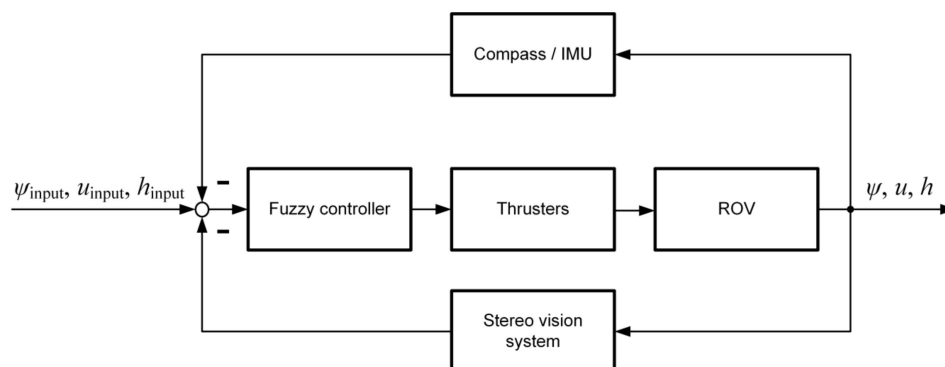 Compass / IMU
ψinput, uinput, hinput
-
Fuzzy controller
Thrusters
ROV
ψ, u, h
-
Stereo vision
system